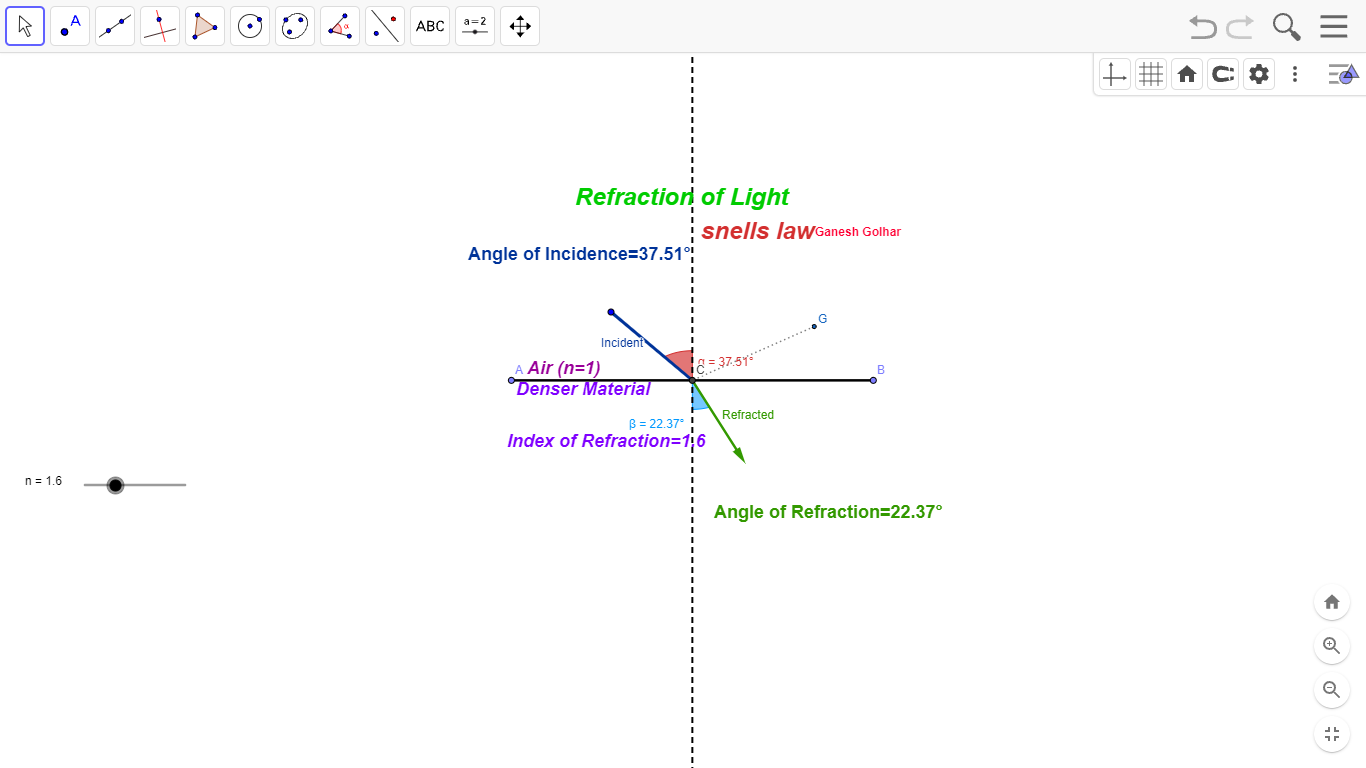 A
α
ABC
a=2
Refraction of Light
snells law
Ganesh Golhar
Angle of Incidence=37.51°
G
Incident
α = 37.51°
A
Air (n=1)
C
B
Denser Material
Refracted
β = 22.37°
Index of Refraction=1.6
n = 1.6
Angle of Refraction=22.37°